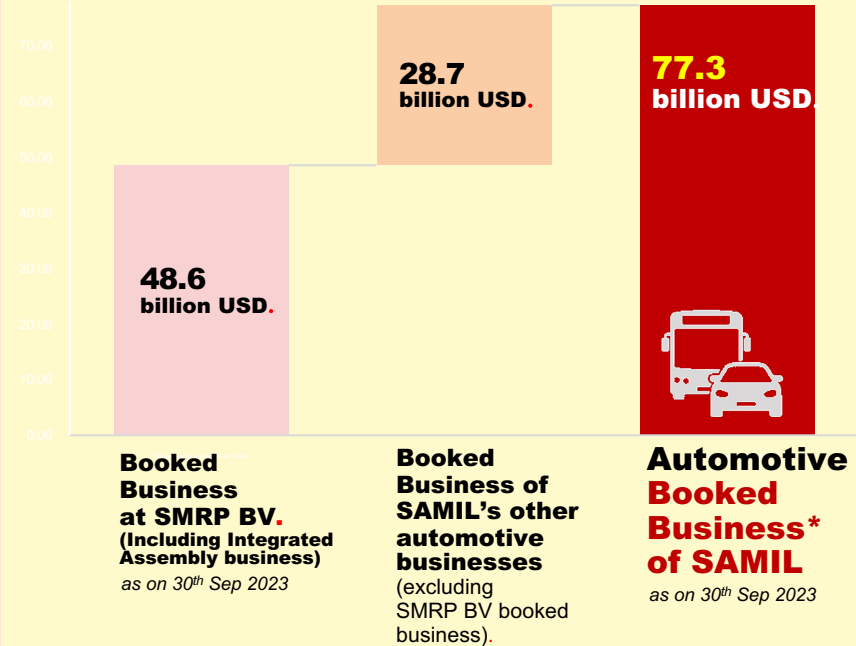 70.00
60.00
50.00
40.00
30.00
20.00
10.00
0.00
48.6
billion USD.
28.7
billion USD.
77.3
billion USD.
Booked
Business
at SMRP BV.
(Including Integrated
Assembly business)
as on 30th Sep 2023
Booked
Business of
SAMIL’s other
automotive
businesses
(excluding
SMRP BV booked
business).
Automotive
Booked
Business*
of SAMIL
as on 30th Sep 2023